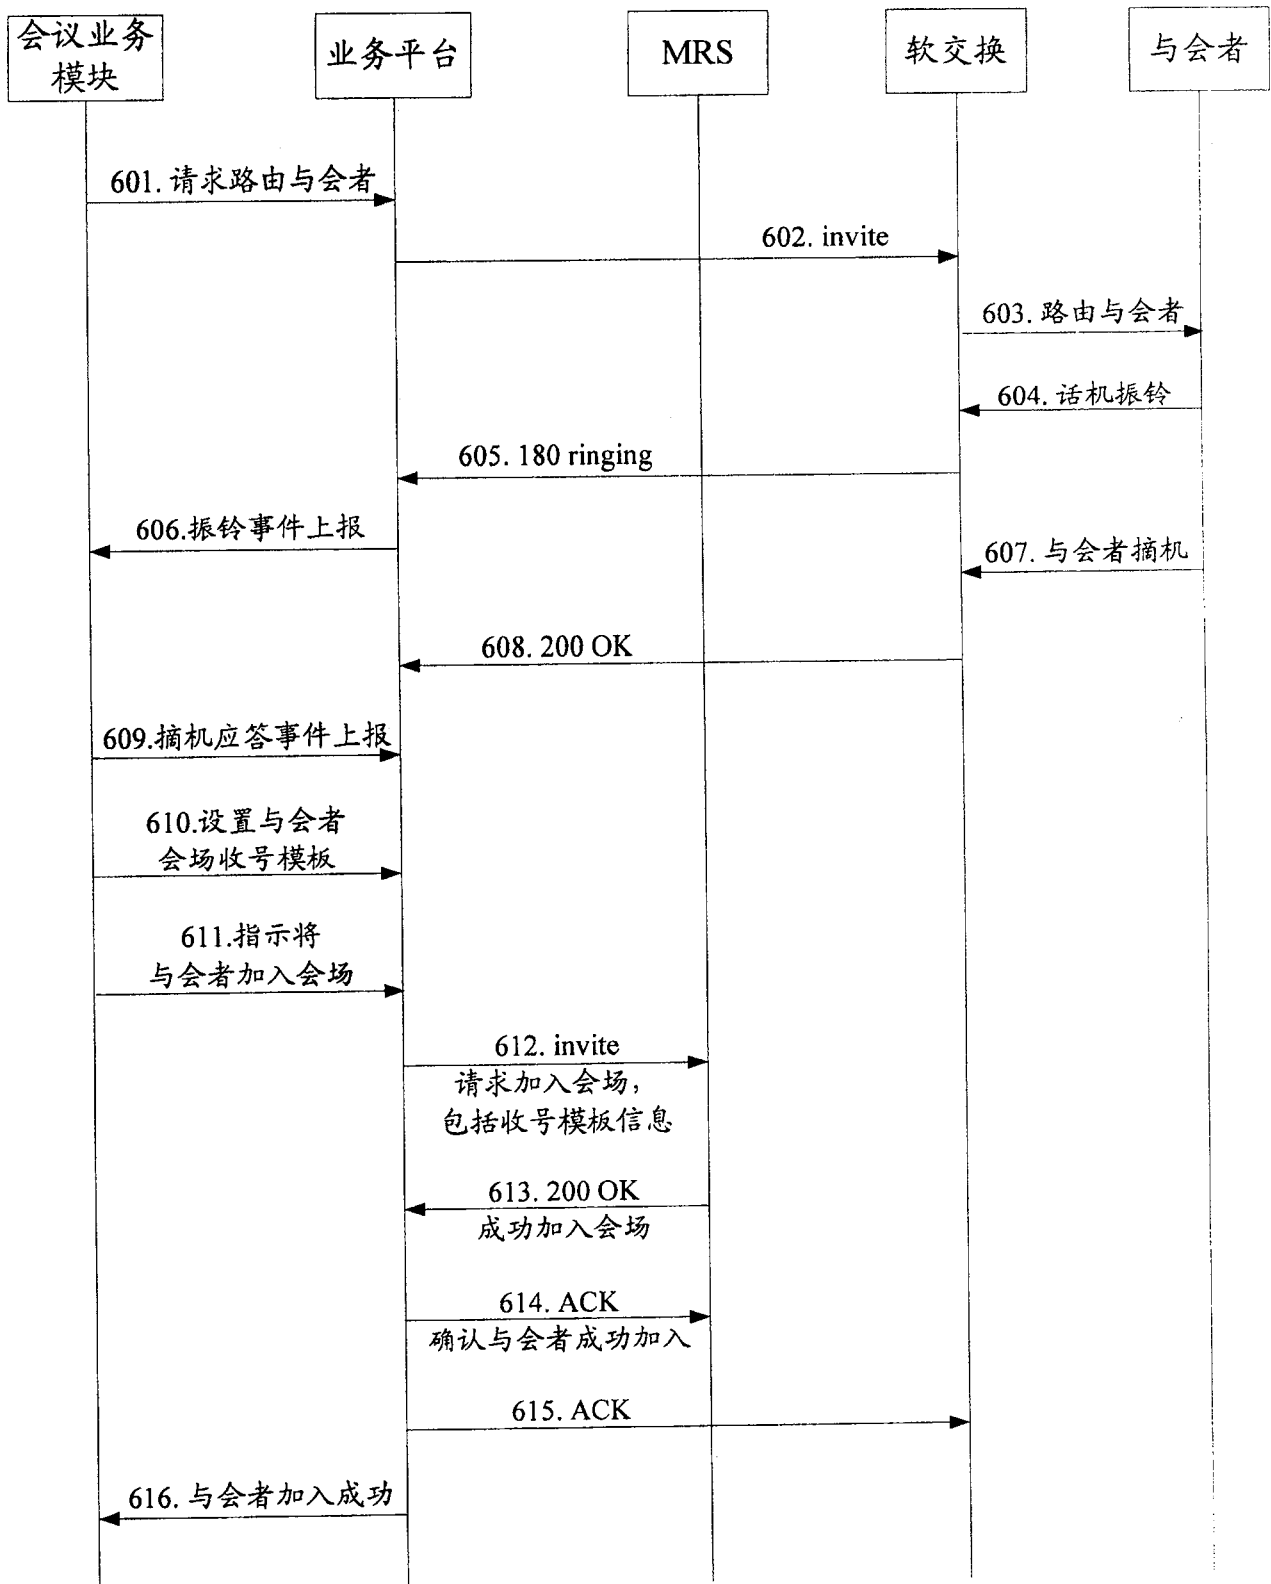 会议业务
模块
业务平台
MRS
软交换
与会者
601. 请求路由与会者
602. invite
603. 路由与会者
604. 话机振铃
605. 180 ringing
606.振铃事件上报
607. 与会者摘机
608. 200 OK
609.摘机应答事件上报
610.设置与会者
会场收号模板
611.指示将
与会者加入会场
612. invite
请求加入会场，
包括收号模板信息
613. 200 OK
成功加入会场
614. ACK
确认与会者成功加入
615. ACK
616. 与会者加入成功